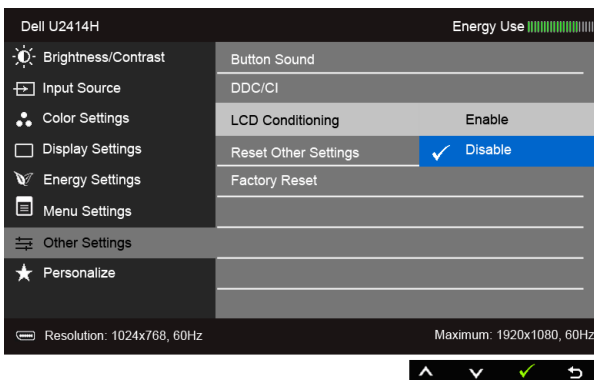 Dell U2414H Energy Use
Brightness/Contrast Button Sound
Input Source DDC/CI
Color Settings LCD Conditioning Enable
Display Settings Reset Other Settings Disable
Energy Settings Factory Reset
Menu Settings
Other Settings
Personalize
Resolution: 1024x768, 60Hz Maximum: 1920x1080, 60Hz